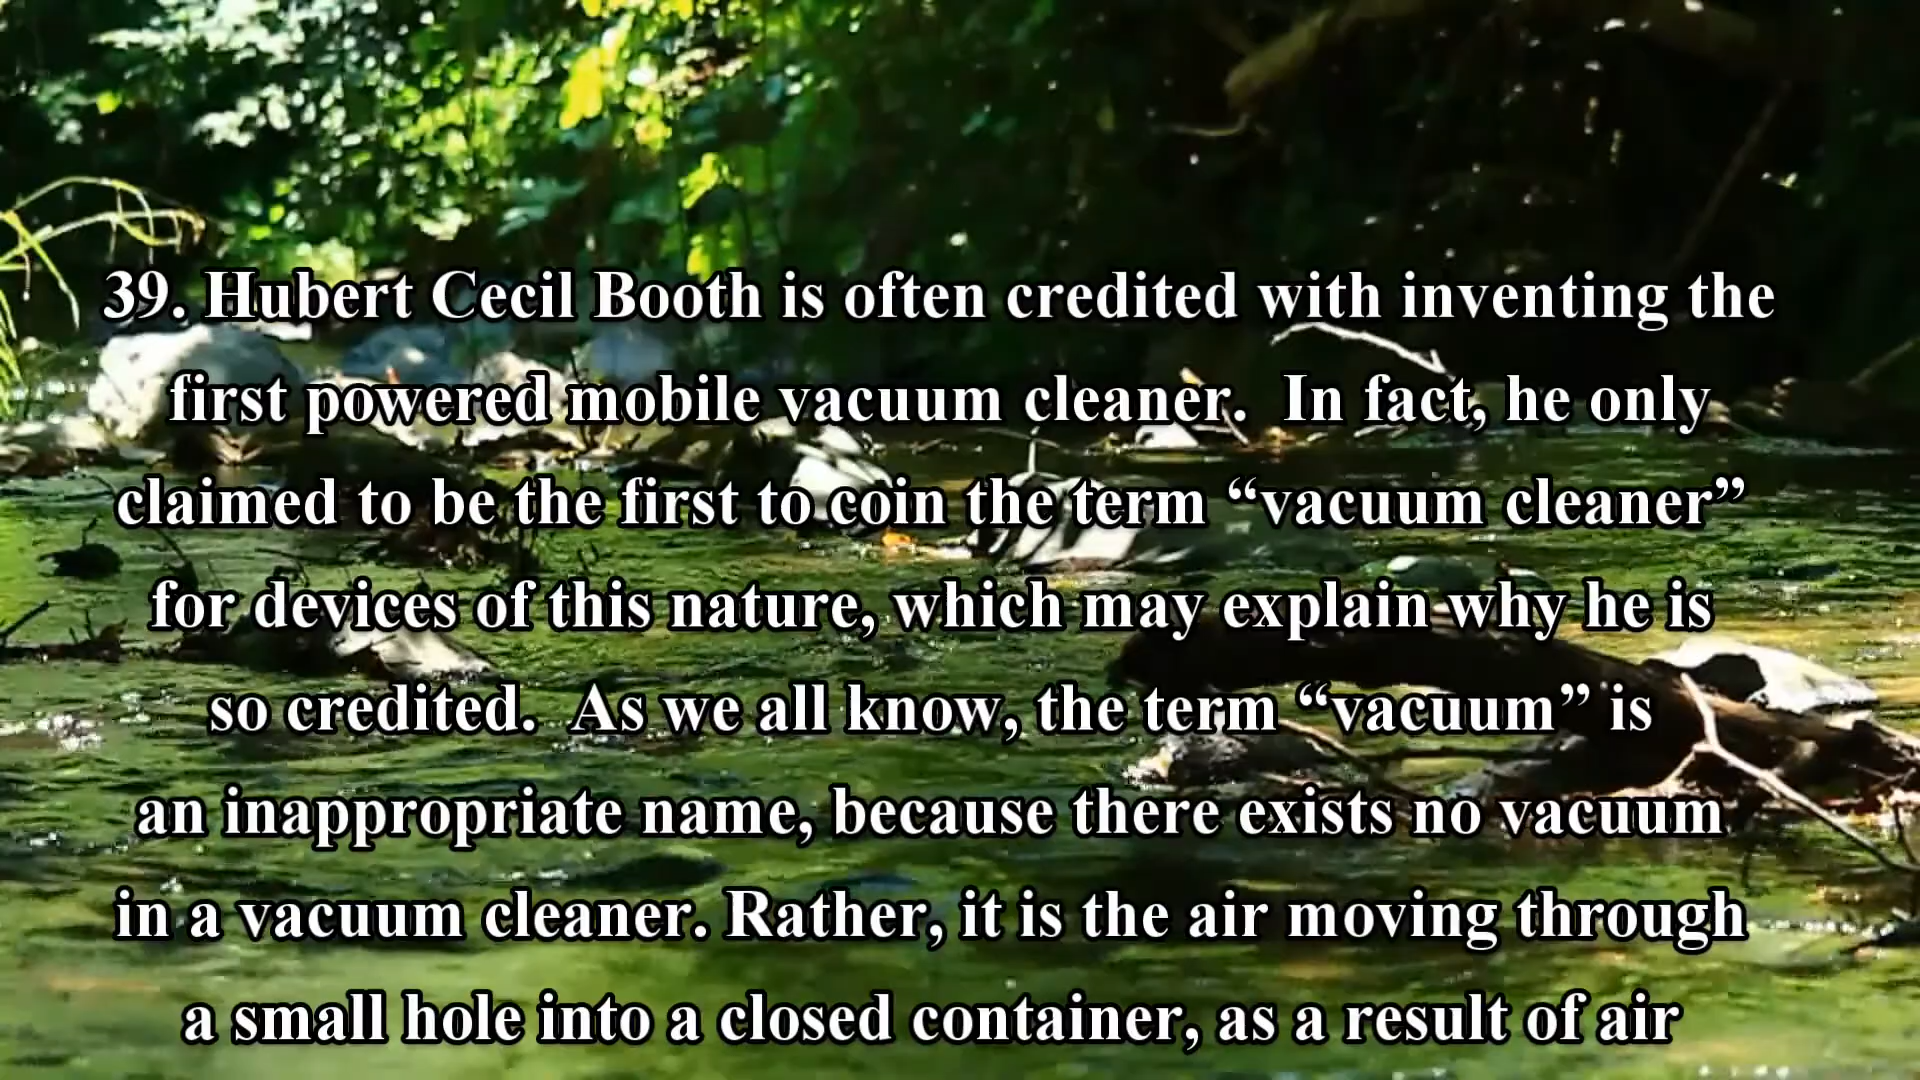 39. Hubert Cecil Booth is often credited with inventing the
first powered mobile vacuum cleaner.  In fact, he only
claimed to be the first to coin the term “vacuum cleaner”
for devices of this nature, which may explain why he is
so credited.  As we all know, the term “vacuum” is
an inappropriate name, because there exists no vacuum
in a vacuum cleaner. Rather, it is the air moving through
a small hole into a closed container, as a result of air